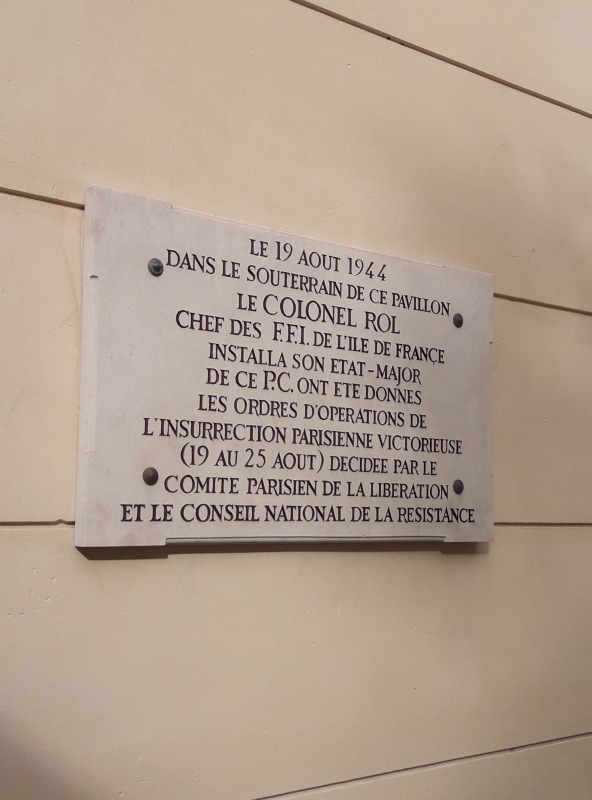 LE 19 AOUT 1944
DANS LE SOUTERRAIN DE CE PAVILLON
LE COLONEL ROL
CHEF DES F.F.I. DE L'ILE DE FRANCE
INSTALLA SON ETAT-MAJOR
DE CE P.C. ONT ETE DONNES
LES ORDRES D'OPERATIONS DE
L'INSURRECTION PARISIENNE VICTORIEUSE
(19 AU 25 AOUT) DECIDEE PAR LE
COMITE PARISIEN DE LA LIBERATION
ET LE CONSEIL NATIONAL DE LA RESISTANCE